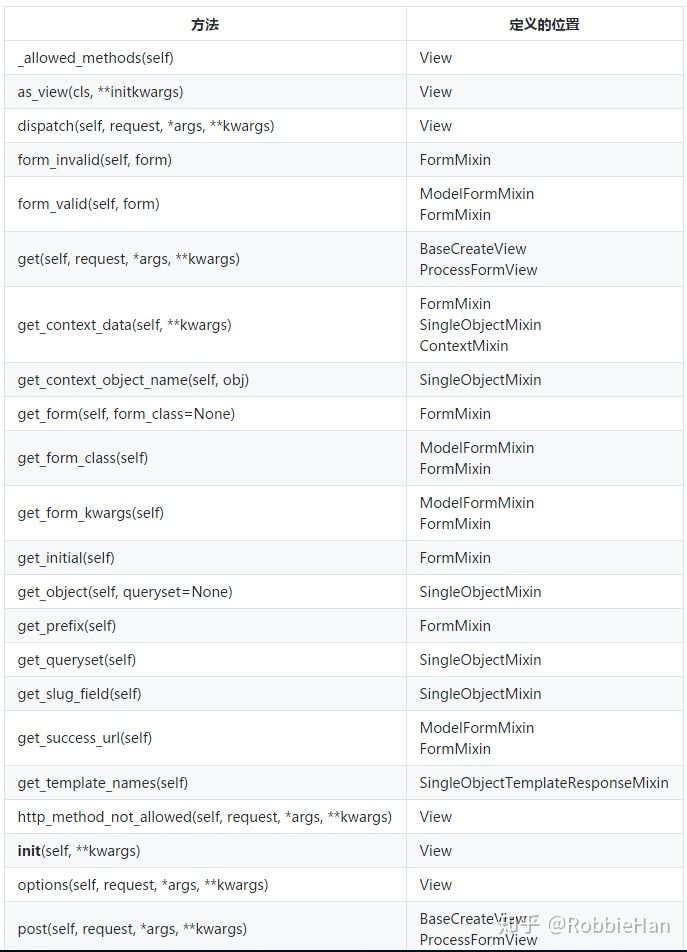 方法 定义的位置
_allowed_methods(self) View
as_view(cls, **initkwargs) View
dispatch(self, request, *args, **kwargs) View
form_invalid(self, form) FormMixin
form_valid(self, form) ModelFormMixin
FormMixin
get(self, request, *args, **kwargs) BaseCreateView
ProcessFormView
get_context_data(self, **kwargs) FormMixin
SingleObjectMixin
ContextMixin
get_context_object_name(self, obj) SingleObjectMixin
get_form(self, form_class=None) FormMixin
get_form_class(self) ModelFormMixin
FormMixin
get_form_kwargs(self) ModelFormMixin
FormMixin
get_initial(self) FormMixin
get_object(self, queryset=None) SingleObjectMixin
get_prefix(self) FormMixin
get_queryset(self) SingleObjectMixin
get_slug_field(self) SingleObjectMixin
get_success_url(self) ModelFormMixin
FormMixin
get_template_names(self) SingleObjectTemplateResponseMixin
http_method_not_allowed(self, request, *args, **kwargs) View
init(self, **kwargs) View
options(self, request, *args, **kwargs) View
post(self, request, *args, **kwargs) BaseCreateView
ProcessFormView
知乎 @RobbieHan